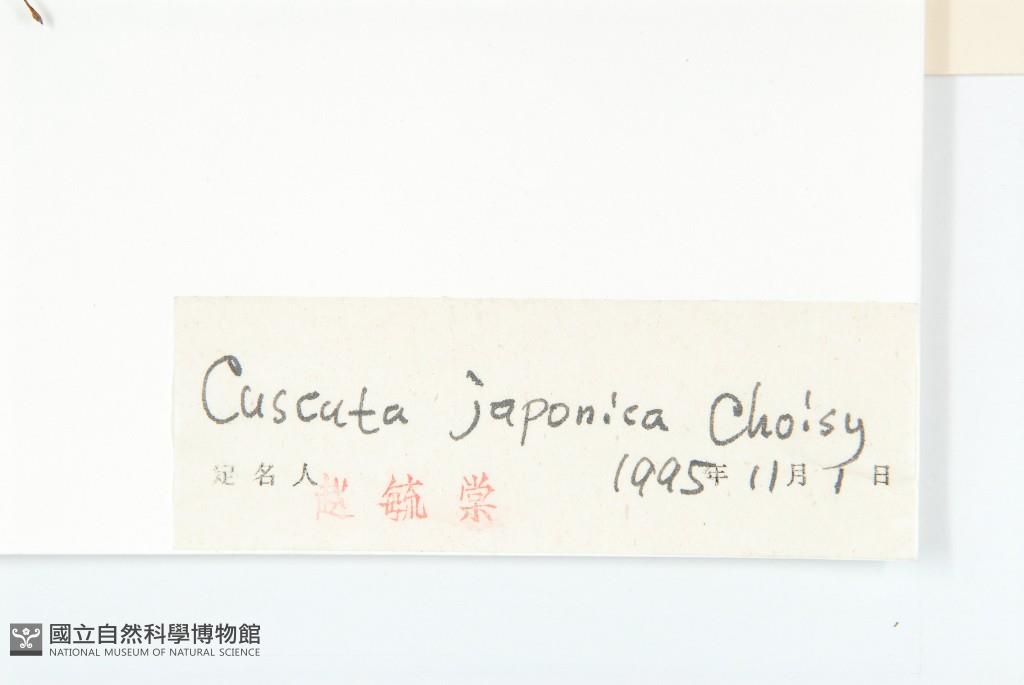 Cuscuta japonica Choisy
定名人 赵毓棠 1995年 11月 1日
國立自然科學博物館
NATIONAL MUSEUM OF NATURAL SCIENCE